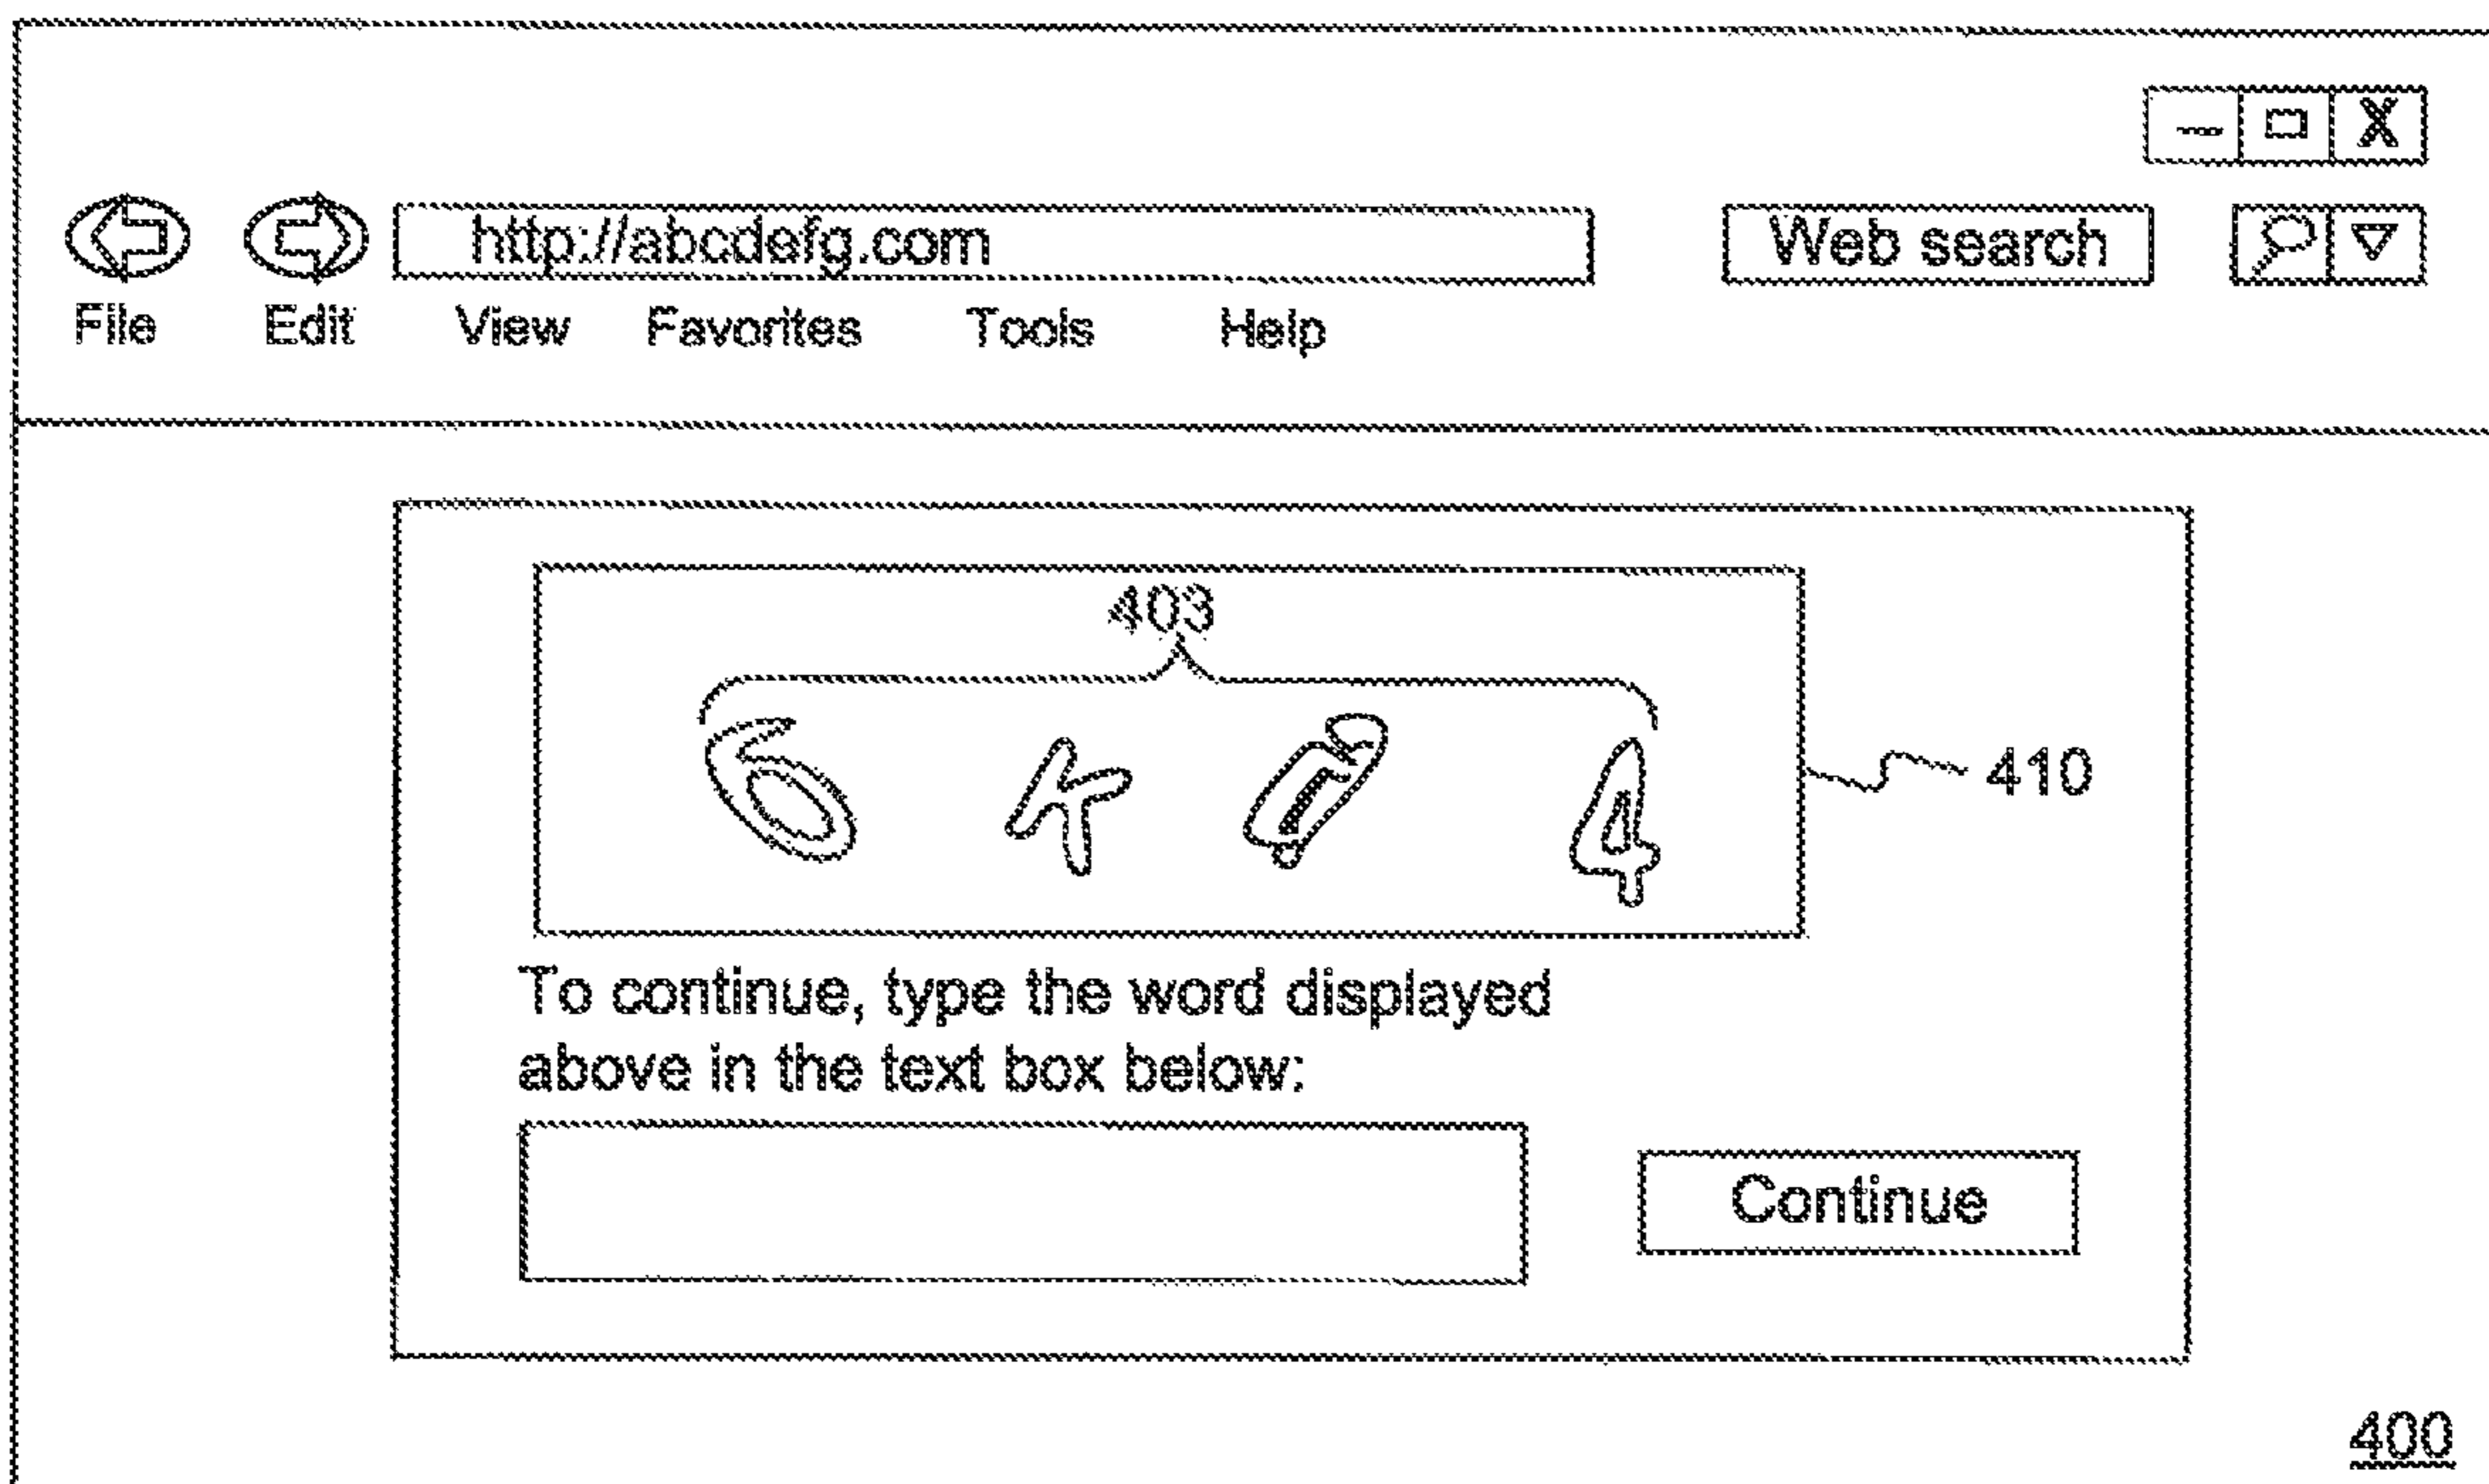 http://abcdefg.com Web search
File Edit View Favorites Tools Help
403
6 K 4
410
To continue, type the word displayed
above in the text box below:
Continue
400